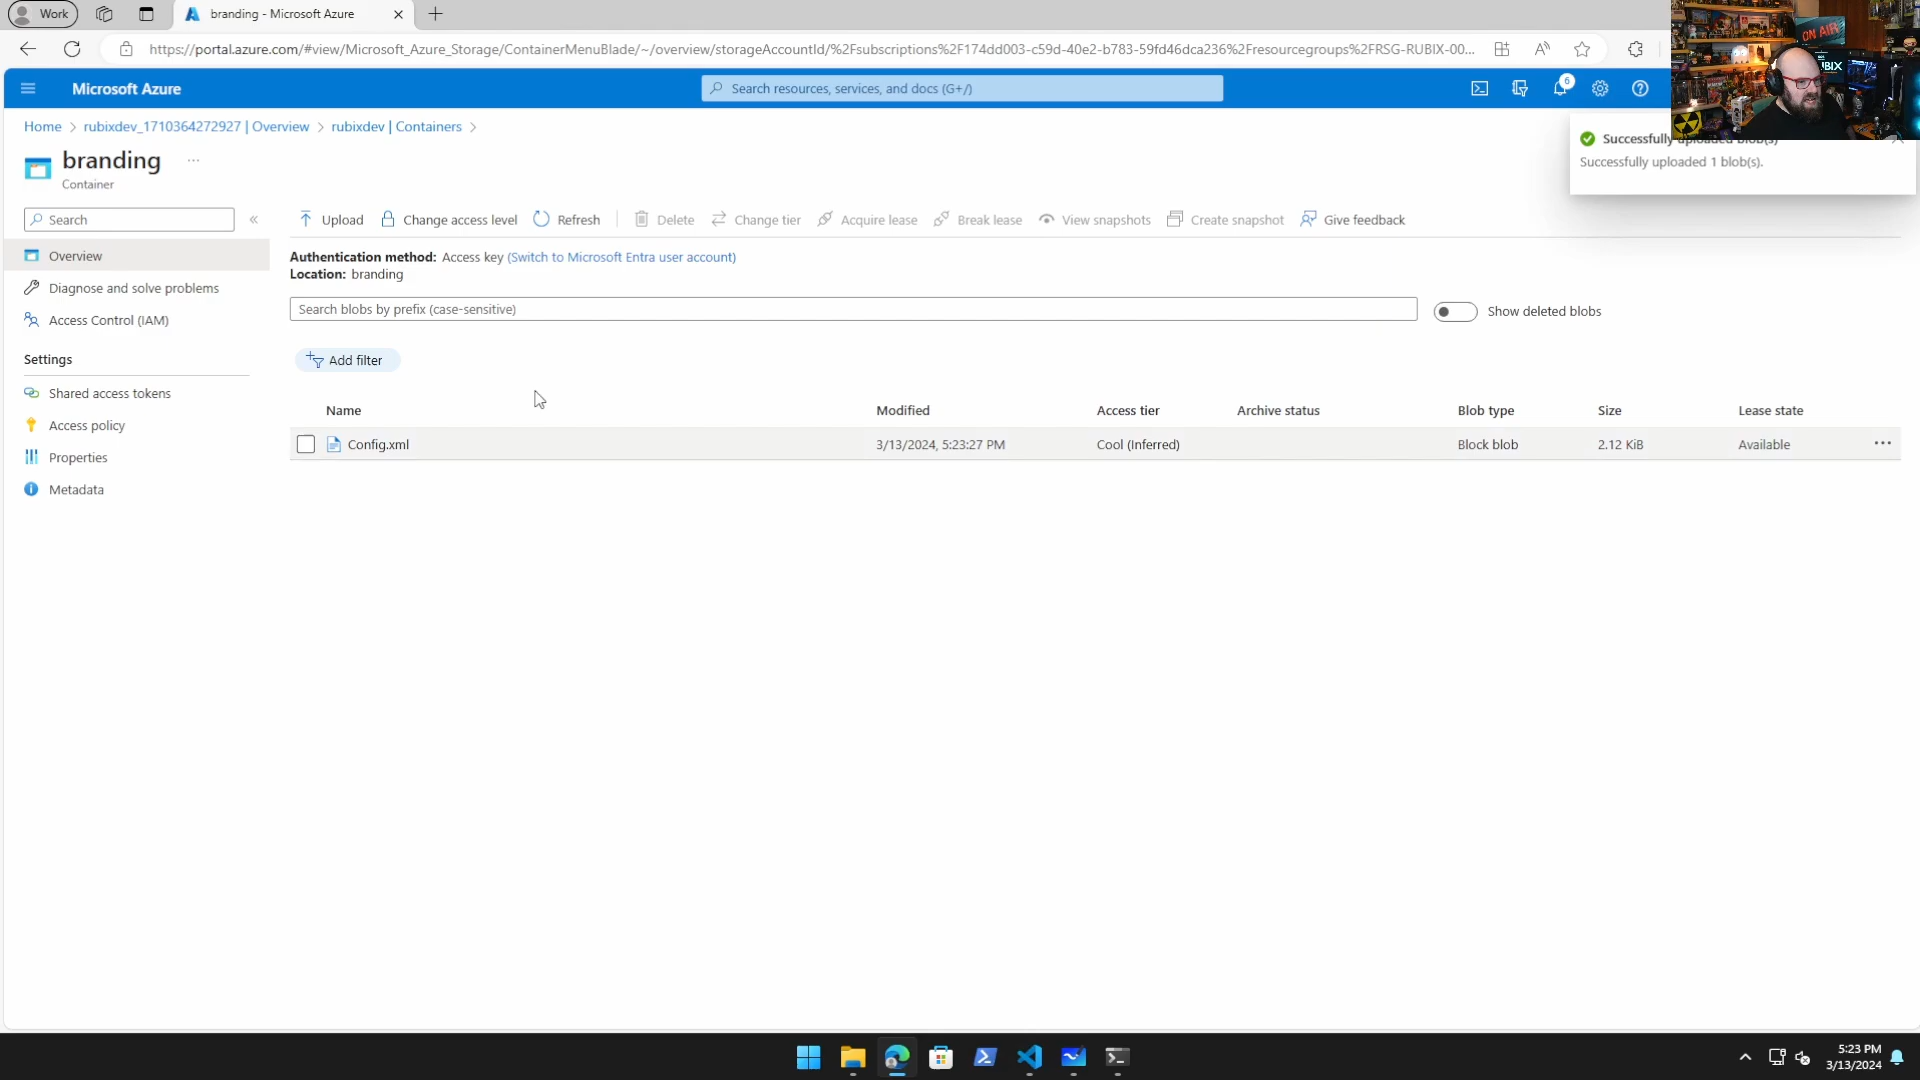 Work
branding - Microsoft Azure
https://portal.azure.com/#view/Microsoft_Azure_Storage/ContainerMenuBlade/~/overview/storageAccountId/%2Fsubscriptions%2F174dd003-c59d-40e2-b783-59fd46dca236%2Fresourcegroups%2FRSG-RUBIX-00...
ON AIR
Microsoft Azure
Search resources, services, and docs (G+/)
6
Home > rubixdev_1710364272927 | Overview > rubixdev | Containers >
branding ...
Container
Successfully uploaded blob(s)
Successfully uploaded 1 blob(s).
Search
Upload Change access level Refresh Delete Change tier Acquire lease Break lease View snapshots Create snapshot Give feedback
Overview
Diagnose and solve problems
Access Control (IAM)
Settings
Shared access tokens
Access policy
Properties
Metadata
Authentication method: Access key (Switch to Microsoft Entra user account)
Location: branding
Search blobs by prefix (case-sensitive)
Show deleted blobs
Add filter
Name Modified Access tier Archive status Blob type Size Lease state
Config.xml 3/13/2024, 5:23:27 PM Cool (Inferred) Block blob 2.12 KiB Available ...
5:23 PM
3/13/2024